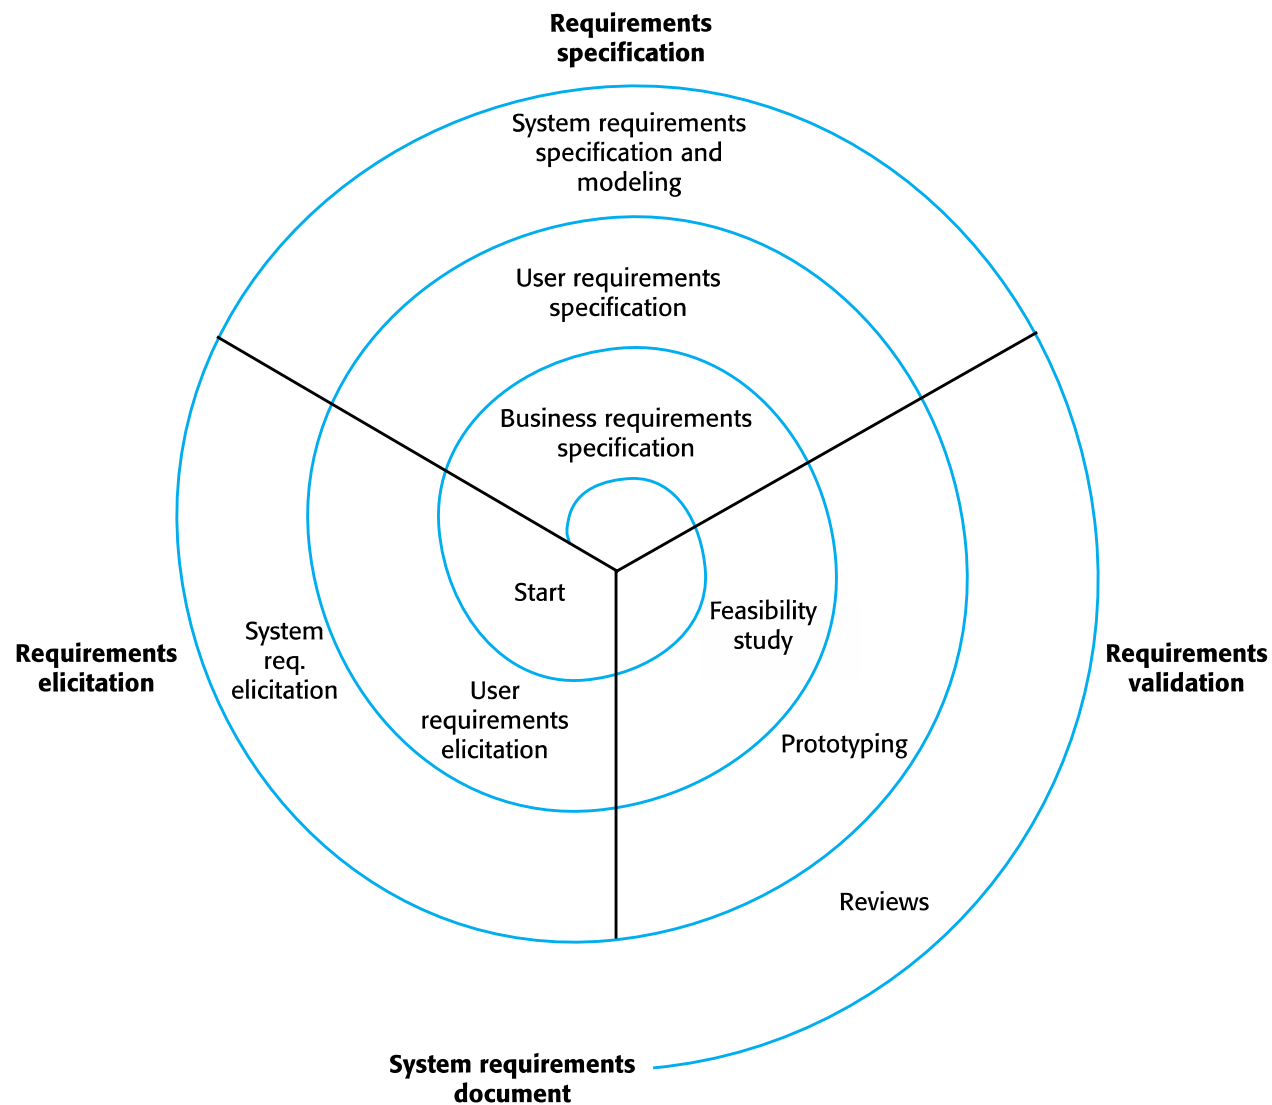 Requirements
specification
System requirements
specification and
modeling
User requirements
specification
Business requirements
specification
Start
Feasibility
study
System
req.
elicitation
Requirements
elicitation
Requirements
validation
User
requirements
elicitation
Prototyping
Reviews
System requirements
document